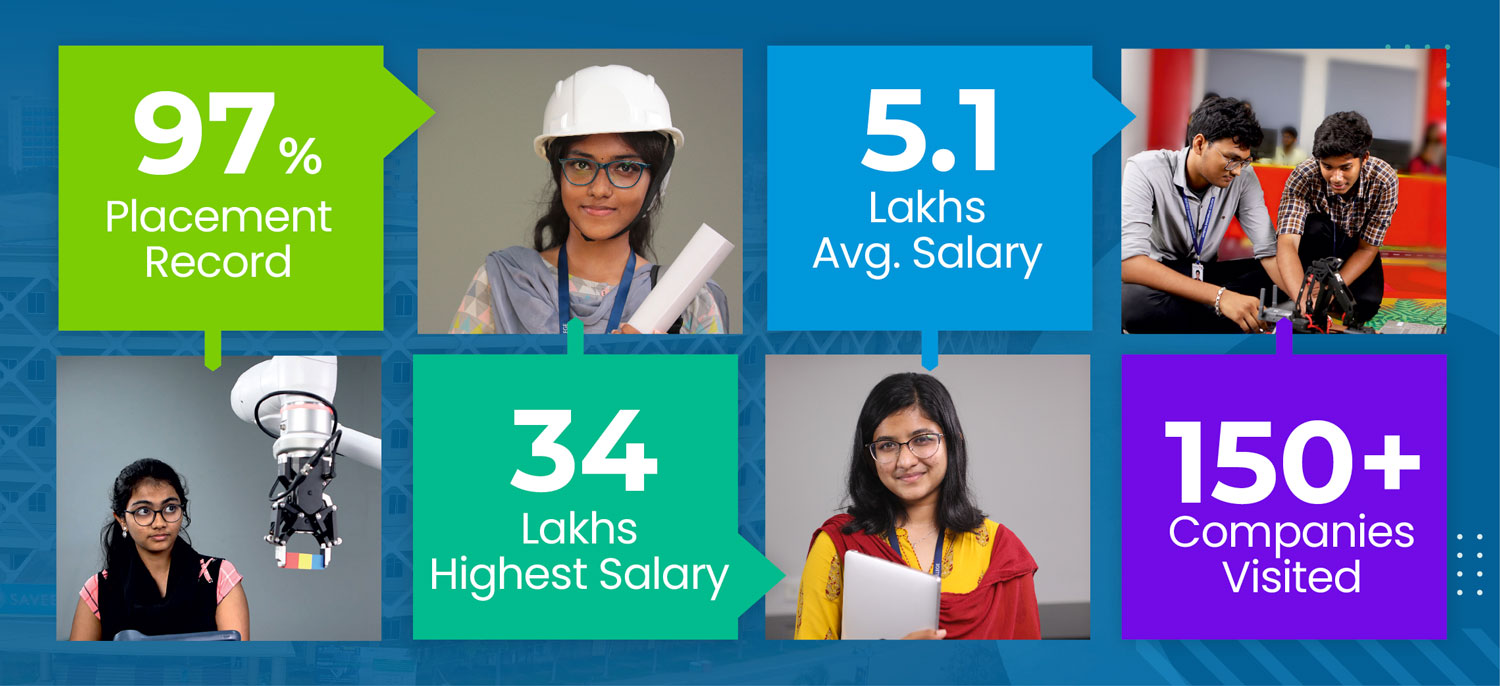 97%
Placement
Record
5.1
Lakhs
Avg. Salary
34
Lakhs
Highest Salary
150+
Companies
Visited